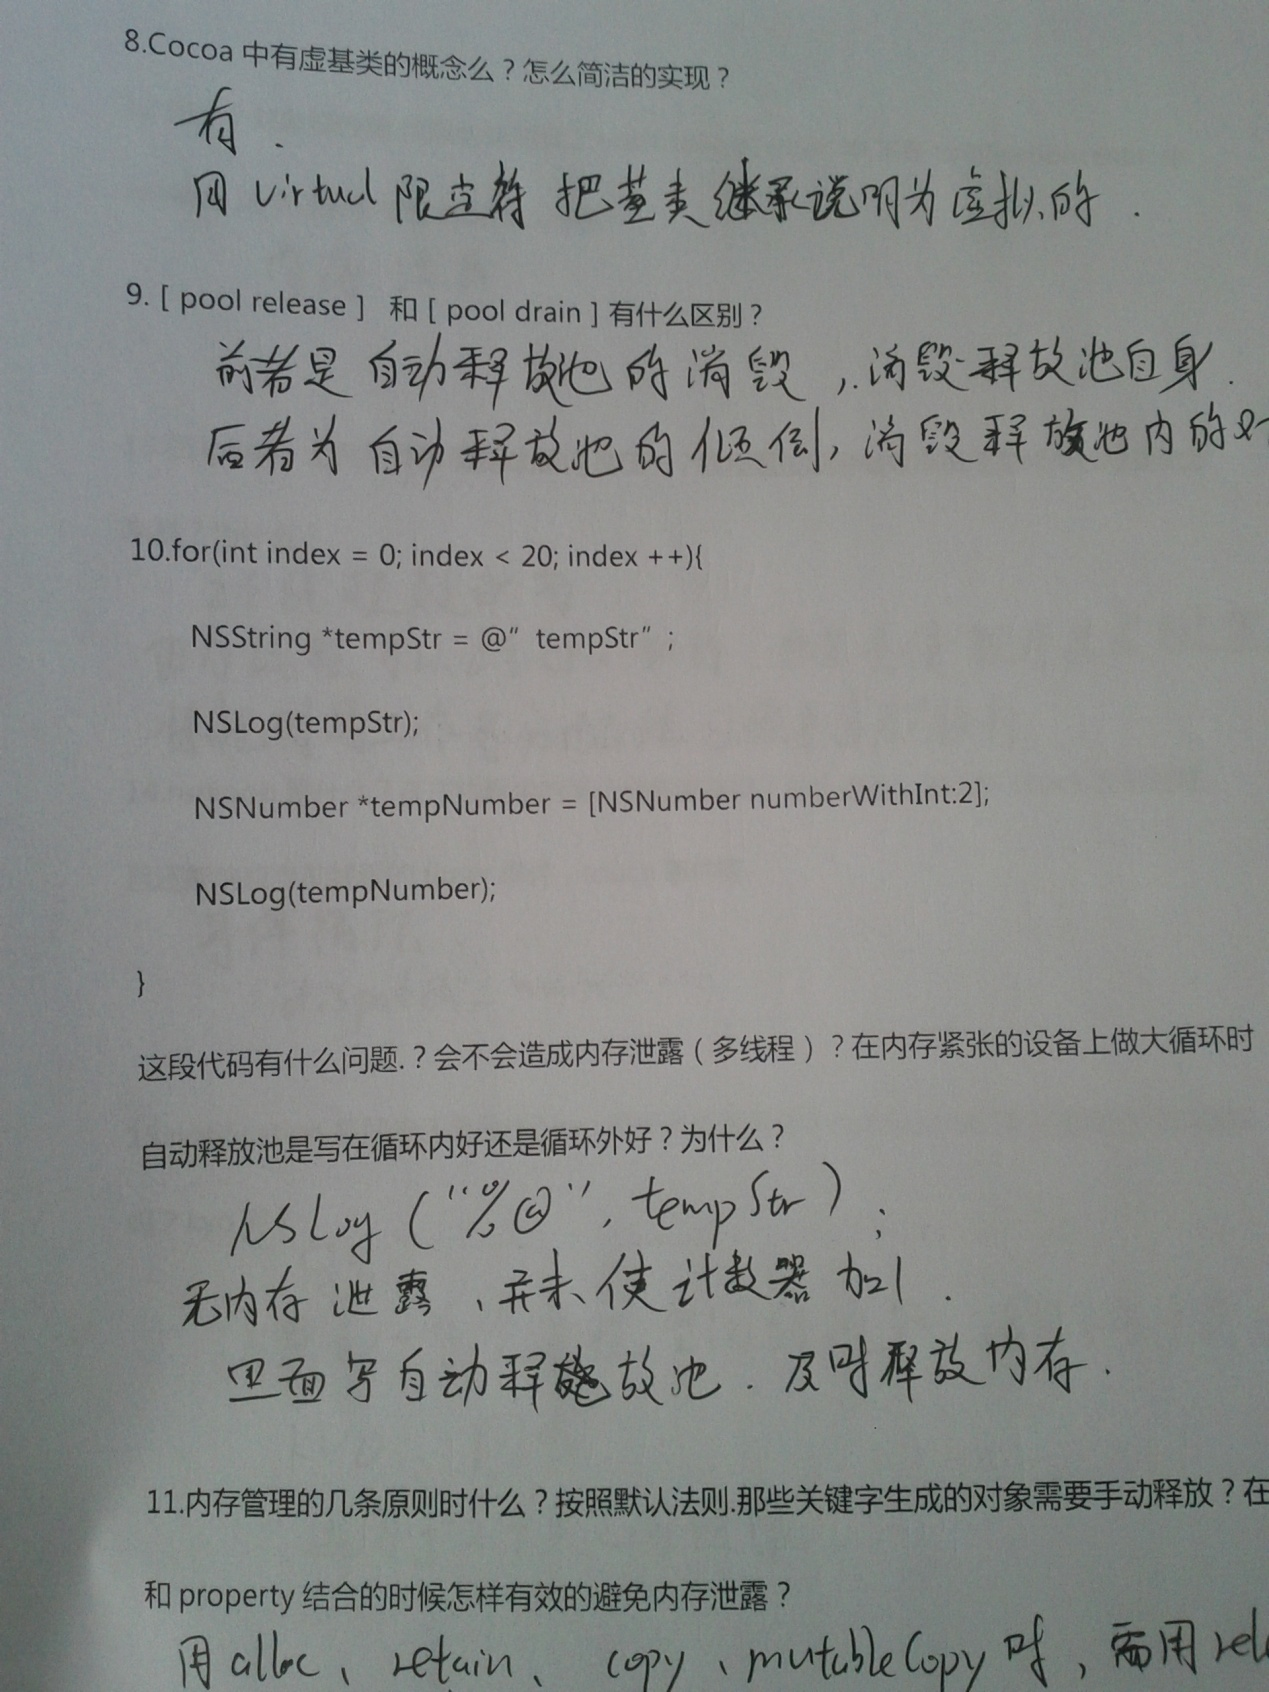 8.Cocoa 中有虚基类的概念么？怎么简洁的实现？
有.
用 virtual 限定符 把基类继承说明为虚拟的.
9. [ pool release ] 和 [ pool drain ] 有什么区别？
前者是自动释放池的消毁，消毁释放池自身.
后者为自动释放池的倾倒，消毁释放池内的对
10.for(int index = 0; index < 20; index ++){
NSString *tempStr = @” tempStr” ;
NSLog(tempStr);
NSNumber *tempNumber = [NSNumber numberWithInt:2];
NSLog(tempNumber);
}
这段代码有什么问题.？会不会造成内存泄露（多线程）？在内存紧张的设备上做大循环时
自动释放池是写在循环内好还是循环外好？为什么？
NSLog (“%@”, tempStr) ;
无内存泄露、并未使计数器加1.
里面写自动释放池. 及时释放内存.
11.内存管理的几条原则时什么？按照默认法则.那些关键字生成的对象需要手动释放？在
和 property 结合的时候怎样有效的避免内存泄露？
用 alloc、retain、copy、mutableCopy 时，需用 rel